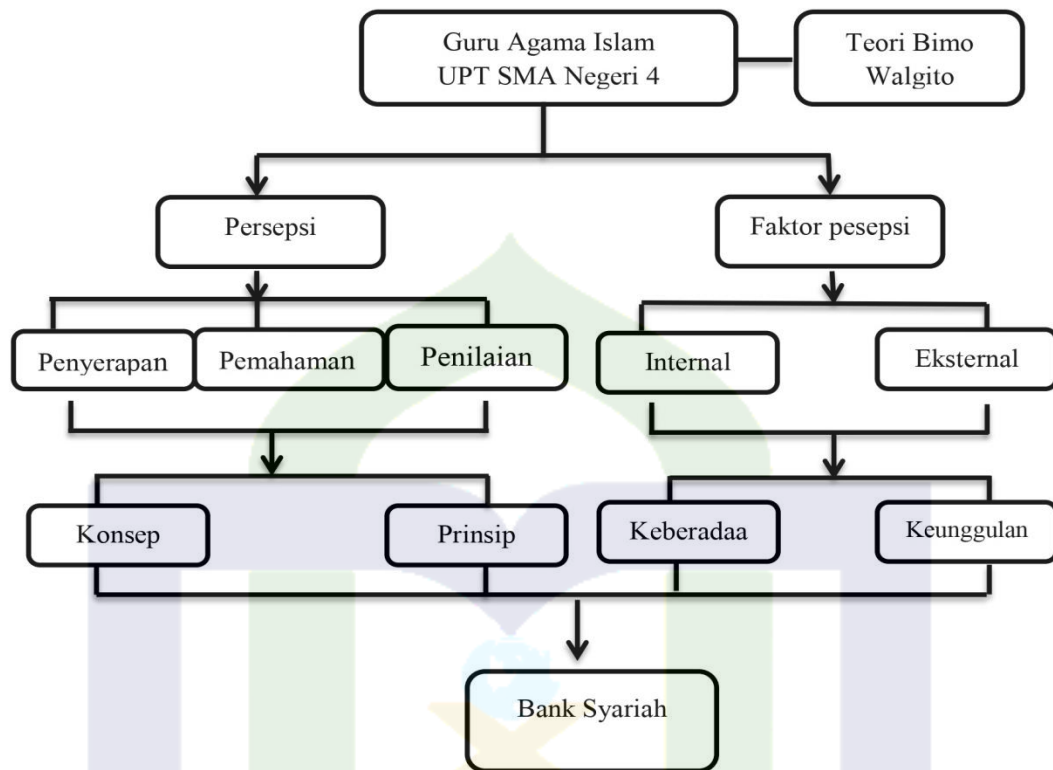 Guru Agama Islam
UPT SMA Negeri 4
Teori Bimo
Walgito
Persepsi
Faktor pesepsi
Penyerapan
Pemahaman
Penilaian
Internal
Eksternal
Konsep
Prinsip
Keberadaa
Keunggulan
Bank Syariah